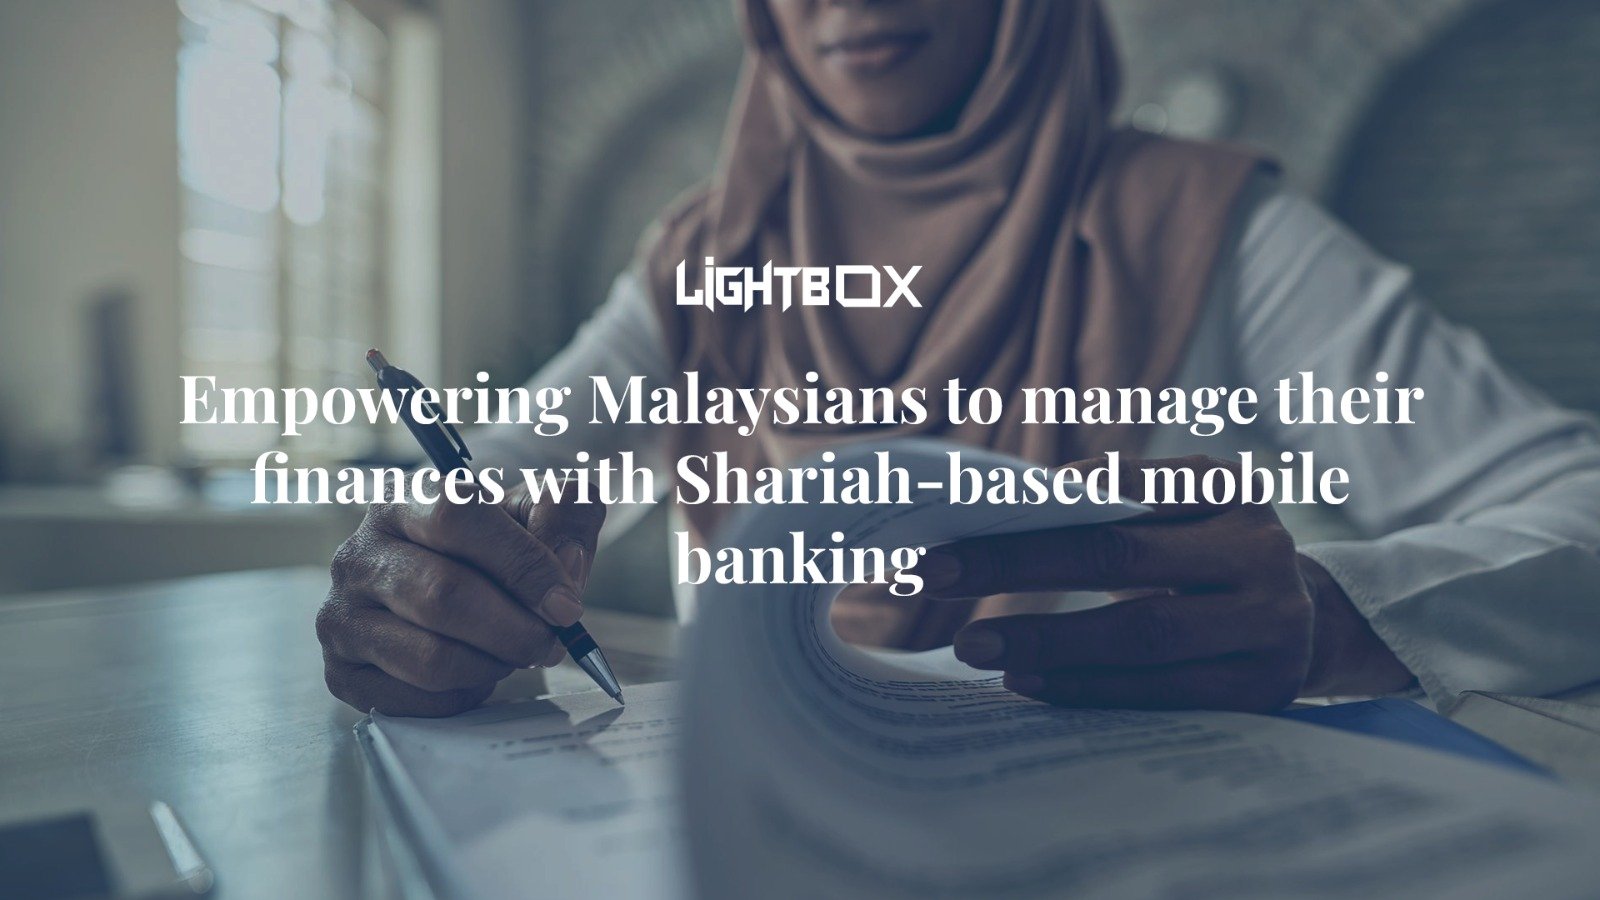 LiGHTBOX
Empowering Malaysians to manage their
finances with Shariah-based mobile
banking